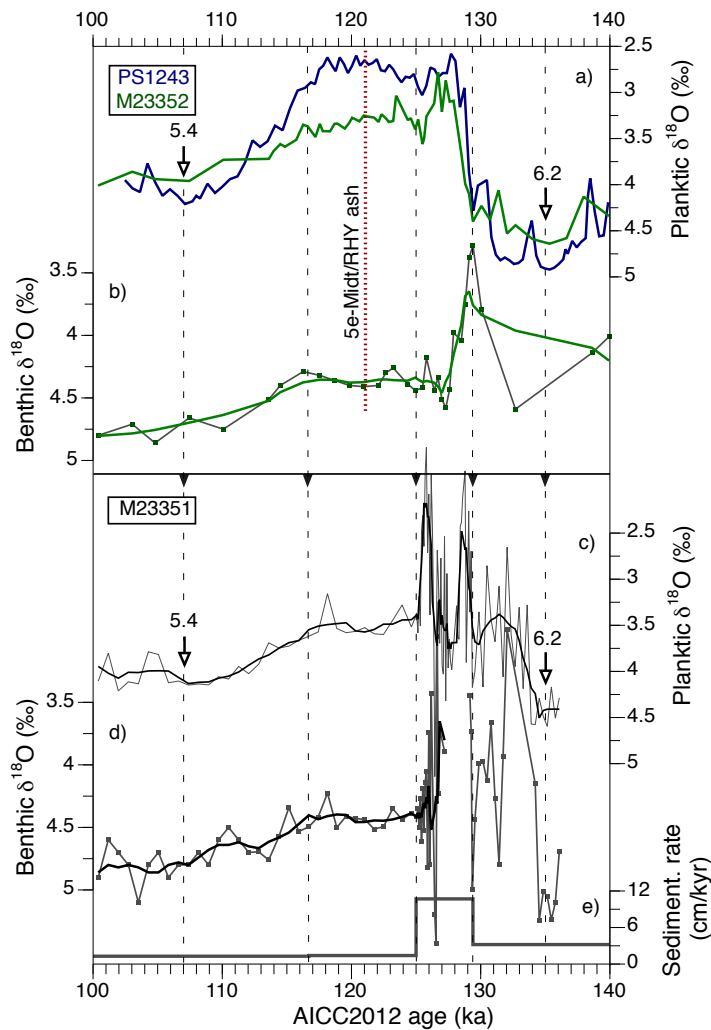 100 110 120 130 140
PS1243
M23352
a)
2.5
3
3.5
4
4.5
5
Planktic δ¹⁸O (‰)
5.4
6.2
5e-Midt/RHY ash
b)
3.5
4
4.5
5
Benthic δ¹⁸O (‰)
M23351
c)
2.5
3
3.5
4
4.5
5
Planktic δ¹⁸O (‰)
5.4
6.2
d)
3.5
4
4.5
5
Benthic δ¹⁸O (‰)
e)
12
6
0
Sediment. rate
(cm/kyr)
100 110 120 130 140
AICC2012 age (ka)